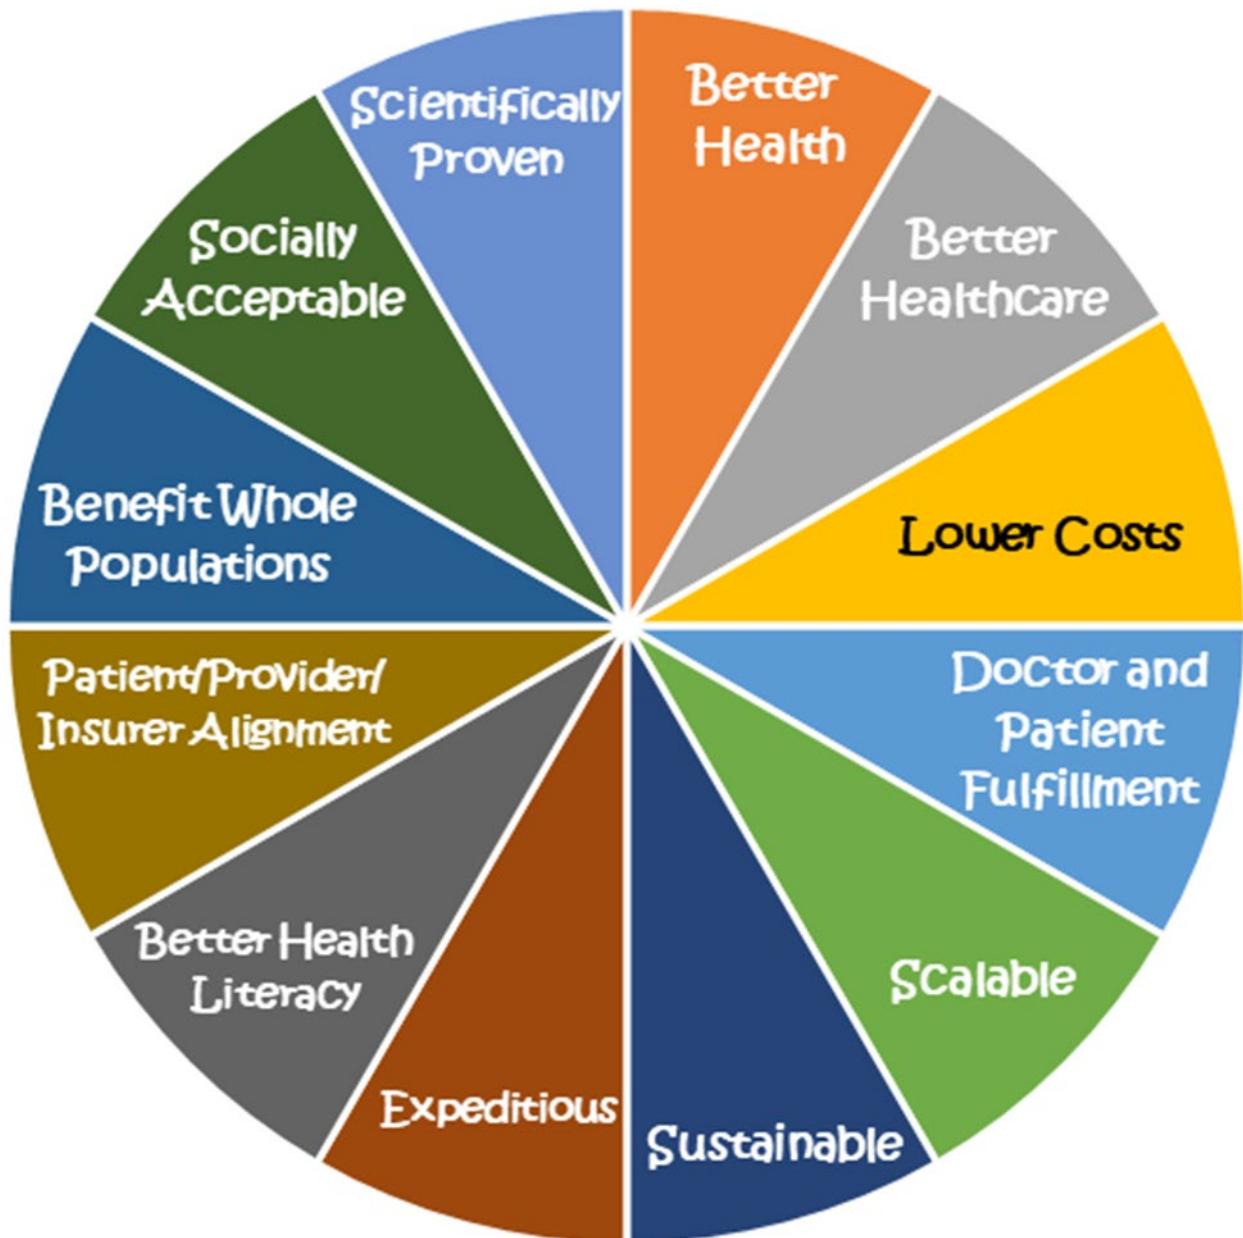 Better
Health
Better
Healthcare
Lower Costs
Doctor and
Patient
Fulfillment
Scalable
Sustainable
Expeditious
Better Health
Literacy
Patient/Provider/
Insurer Alignment
Benefit Whole
Populations
Socially
Acceptable
Scientifically
Proven